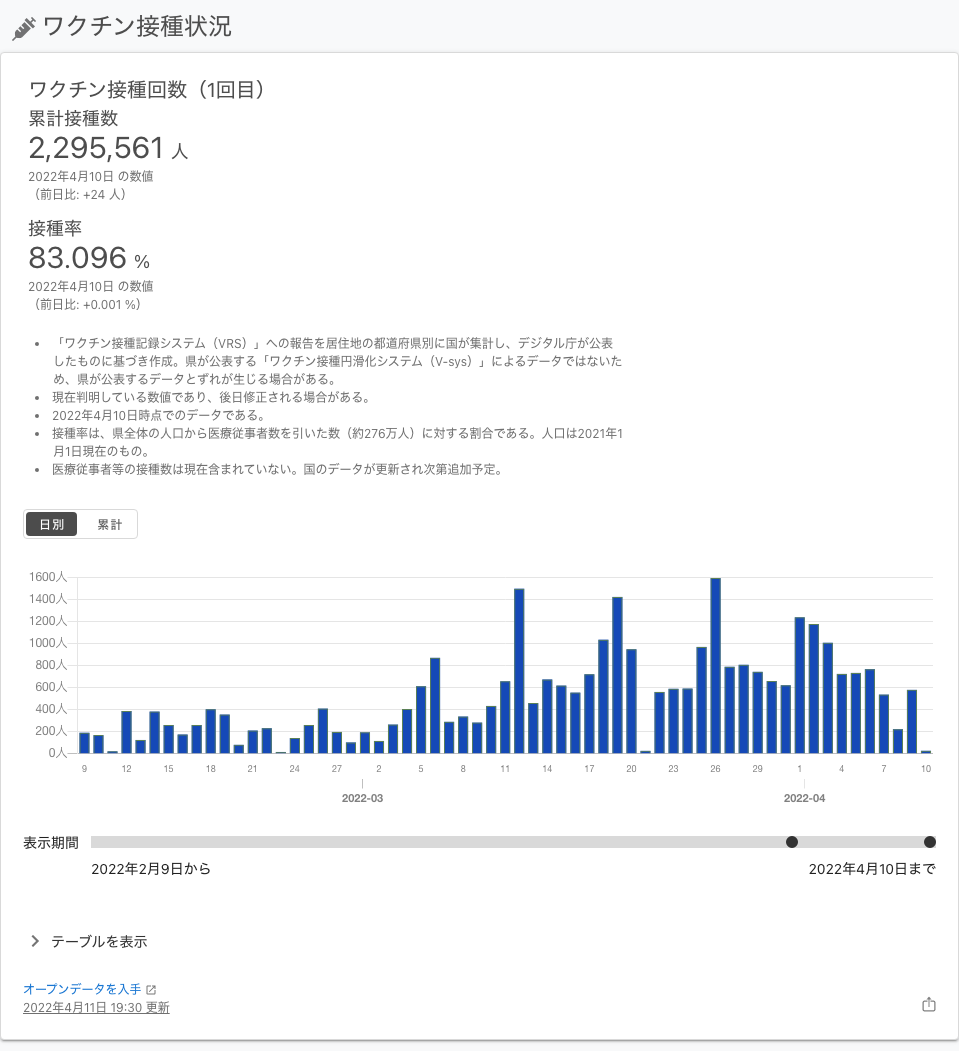 ワクチン接種状況
ワクチン接種回数（1回目）
累計接種数
2,295,561 人
2022年4月10日 の数値
（前日比: +24 人）
接種率
83.096 %
2022年4月10日 の数値
（前日比: +0.001 %）
• 「ワクチン接種記録システム（VRS）」への報告を居住地の都道府県別に国が集計し、デジタル庁が公表
したものに基づき作成。県が公表する「ワクチン接種円滑化システム（V-sys）」によるデータではないた
め、県が公表するデータとずれが生じる場合がある。
• 現在判明している数値であり、後日修正される場合がある。
• 2022年4月10日時点でのデータである。
• 接種率は、県全体の人口から医療従事者数を引いた数（約276万人）に対する割合である。人口は2021年1
月1日現在のもの。
• 医療従事者等の接種数は現在含まれていない。国のデータが更新され次第追加予定。
日別 累計
1600人
1400人
1200人
1000人
800人
600人
400人
200人
0人
9 12 15 18 21 24 27 2 5 8 11 14 17 20 23 26 29 1 4 7 10
2022-03 2022-04
表示期間
2022年2月9日から 2022年4月10日まで
テーブルを表示
オープンデータを入手
2022年4月11日 19:30 更新